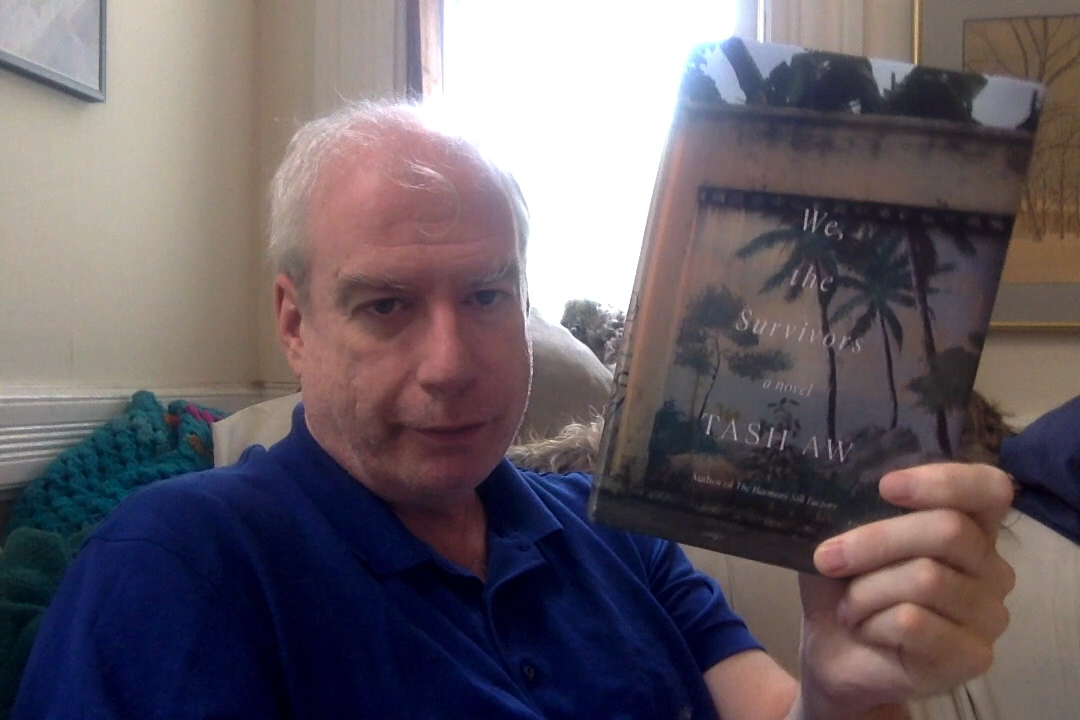 We,
the
Survivors
a novel
TASH AW
Author of The Harmony Silk Factory